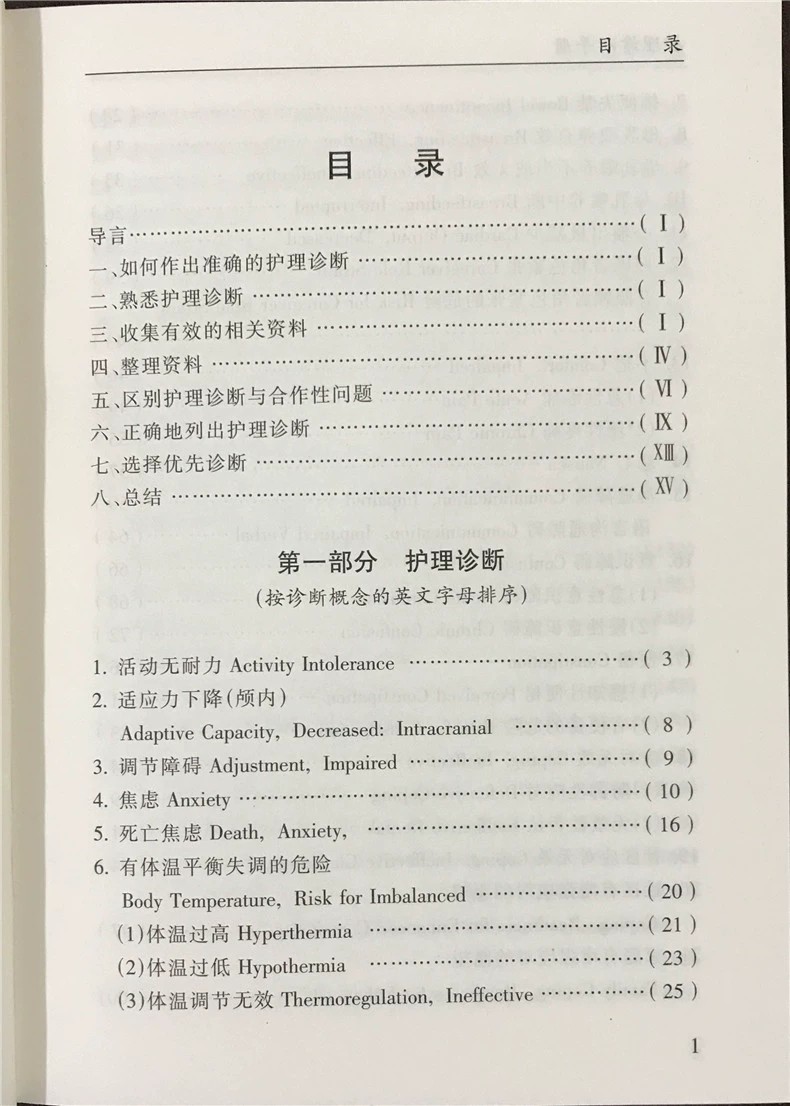 目 录
目 录
导言……(Ⅰ)
一、如何作出准确的护理诊断……(Ⅰ)
二、熟悉护理诊断……(Ⅰ)
三、收集有效的相关资料……(Ⅰ)
四、整理资料……(Ⅳ)
五、区别护理诊断与合作性问题……(Ⅵ)
六、正确地列出护理诊断……(Ⅸ)
七、选择优先诊断……(ⅩⅢ)
八、总结……(ⅩⅤ)
第一部分 护理诊断
(按诊断概念的英文字母排序)
1. 活动无耐力 Activity Intolerance ……( 3 )
2. 适应力下降(颅内)
Adaptive Capacity, Decreased: Intracranial ……( 8 )
3. 调节障碍 Adjustment, Impaired ……( 9 )
4. 焦虑 Anxiety ……( 10 )
5. 死亡焦虑 Death, Anxiety, ……( 16 )
6. 有体温平衡失调的危险
Body Temperature, Risk for Imbalanced ……( 20 )
(1)体温过高 Hyperthermia ……( 21 )
(2)体温过低 Hypothermia ……( 23 )
(3)体温调节无效 Thermoregulation, Ineffective ……( 25 )
1